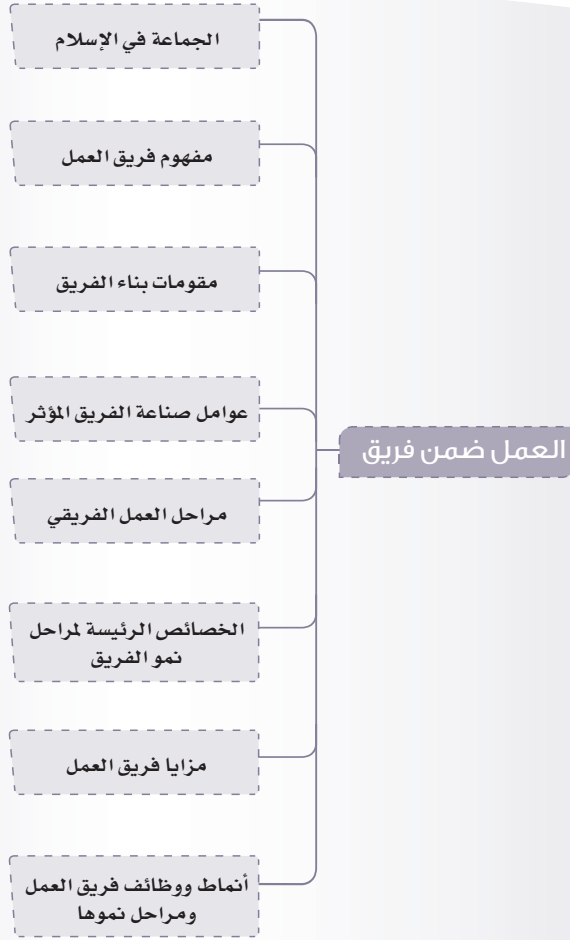 العمل ضمن فريق
الجماعة في الإسلام
مفهوم فريق العمل
مقومات بناء الفريق
عوامل صناعة الفريق المؤثر
مراحل العمل الفريقي
الخصائص الرئيسة لمراحل
نمو الفريق
مزايا فريق العمل
أنماط ووظائف فريق العمل
ومراحل نموها